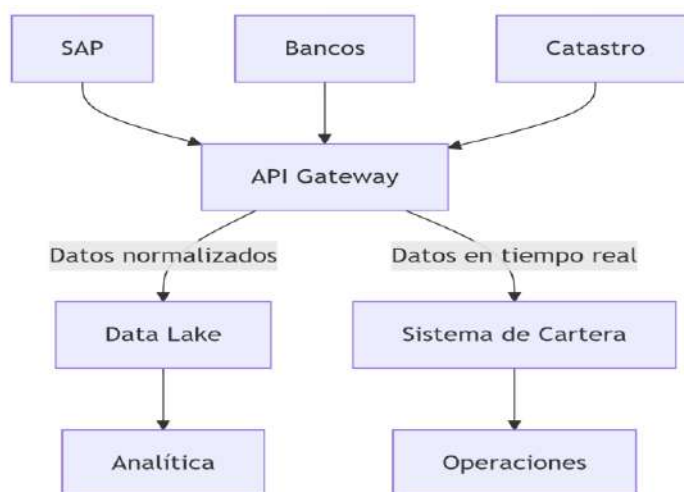 SAP
Bancos
Catastro
API Gateway
Datos normalizados
Datos en tiempo real
Data Lake
Sistema de Cartera
Analítica
Operaciones